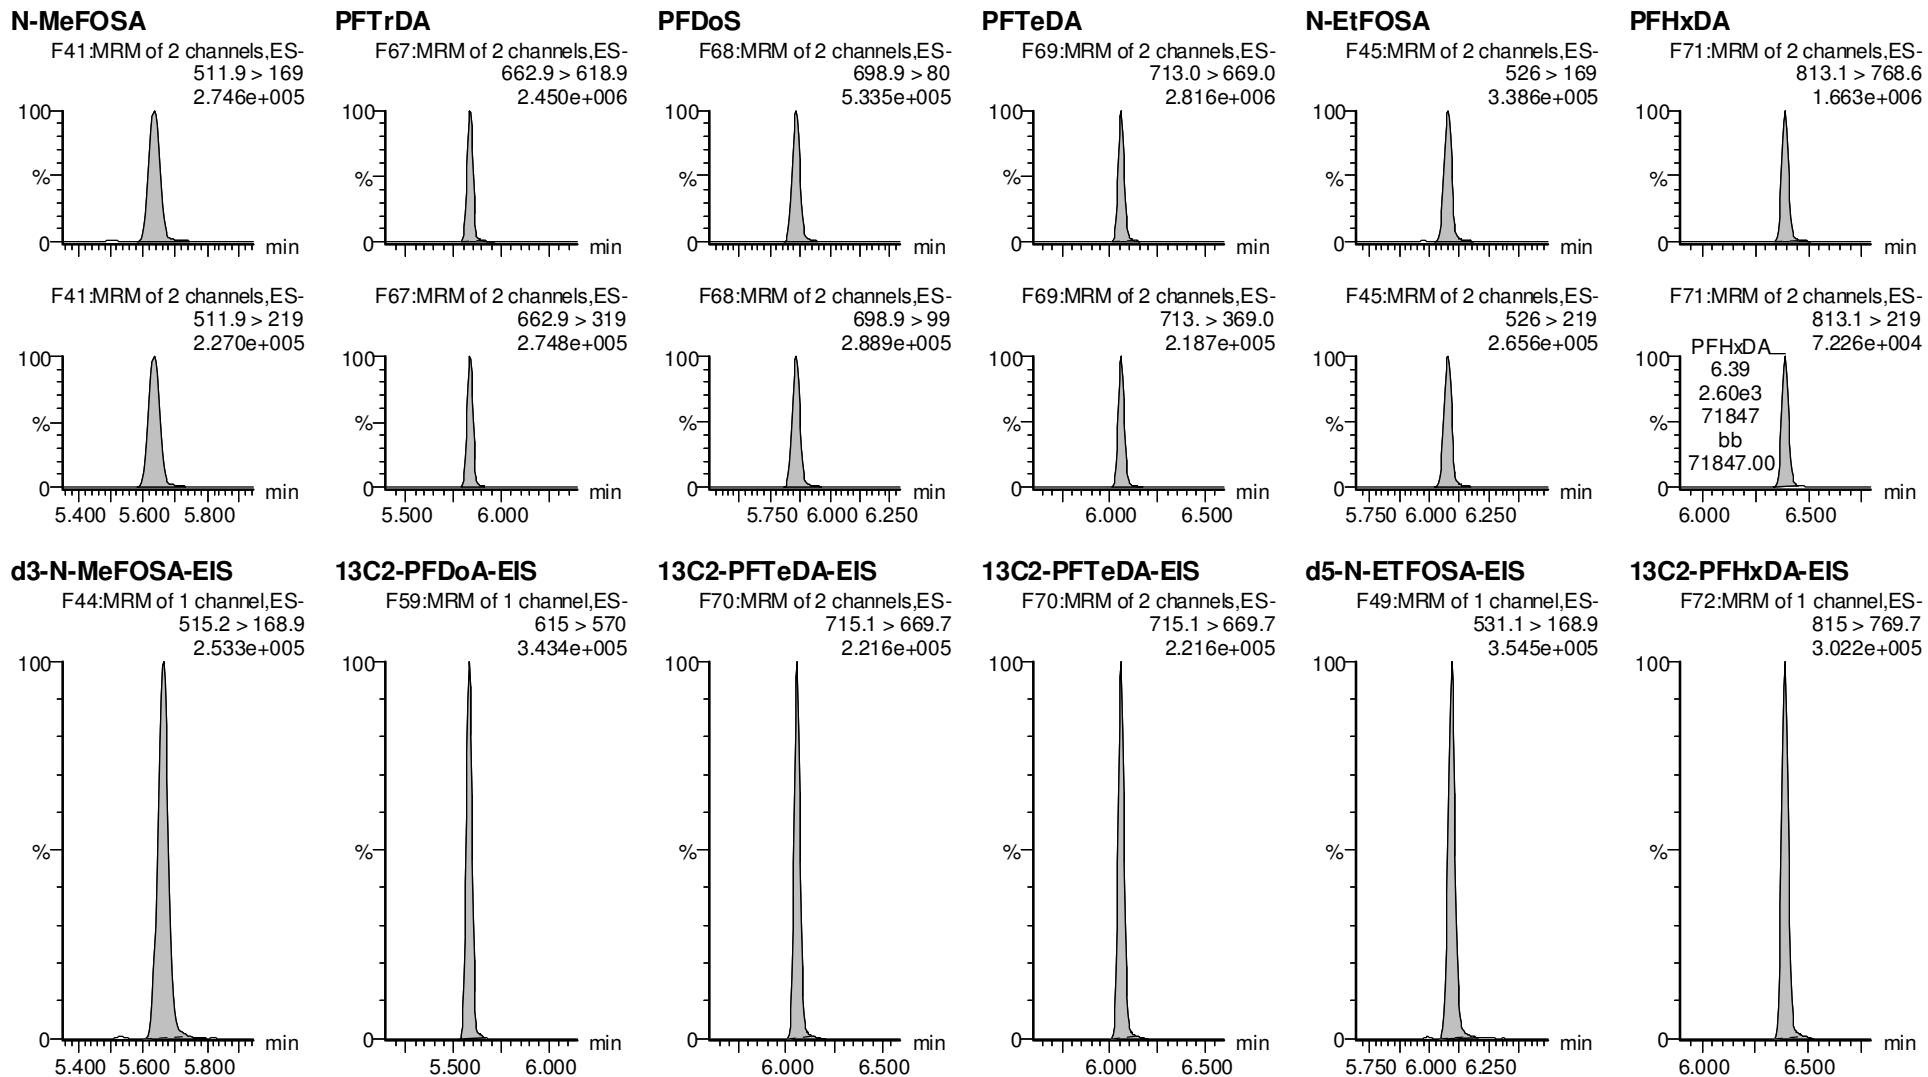 N-MeFOSA
F41:MRM of 2 channels,ES-
511.9 > 169
2.746e+005
100
%
0
min
F41:MRM of 2 channels,ES-
511.9 > 219
2.270e+005
100
%
0
min
5.400 5.600 5.800
PFTrDA
F67:MRM of 2 channels,ES-
662.9 > 618.9
2.450e+006
100
%
0
min
F67:MRM of 2 channels,ES-
662.9 > 319
2.748e+005
100
%
0
min
5.500 6.000
PFDoS
F68:MRM of 2 channels,ES-
698.9 > 80
5.335e+005
100
%
0
min
F68:MRM of 2 channels,ES-
698.9 > 99
2.889e+005
100
%
0
min
5.750 6.000 6.250
PFTeDA
F69:MRM of 2 channels,ES-
713.0 > 669.0
2.816e+006
100
%
0
min
F69:MRM of 2 channels,ES-
713. > 369.0
2.187e+005
100
%
0
min
6.000 6.500
N-EtFOSA
F45:MRM of 2 channels,ES-
526 > 169
3.386e+005
100
%
0
min
F45:MRM of 2 channels,ES-
526 > 219
2.656e+005
100
%
0
min
5.750 6.000 6.250
PFHxDA
F71:MRM of 2 channels,ES-
813.1 > 768.6
1.663e+006
100
%
0
min
F71:MRM of 2 channels,ES-
813.1 > 219
7.226e+004
100
%
0
PFHxDA
6.39
2.60e3
71847
bb
71847.00
min
6.000 6.500
d3-N-MeFOSA-EIS
F44:MRM of 1 channel,ES-
515.2 > 168.9
2.533e+005
100
%
0
min
5.400 5.600 5.800
13C2-PFDoA-EIS
F59:MRM of 1 channel,ES-
615 > 570
3.434e+005
100
%
0
min
5.500 6.000
13C2-PFTeDA-EIS
F70:MRM of 2 channels,ES-
715.1 > 669.7
2.216e+005
100
%
0
min
6.000 6.500
13C2-PFTeDA-EIS
F70:MRM of 2 channels,ES-
715.1 > 669.7
2.216e+005
100
%
0
min
6.000 6.500
d5-N-ETFOSA-EIS
F49:MRM of 1 channel,ES-
531.1 > 168.9
3.545e+005
100
%
0
min
5.750 6.000 6.250
13C2-PFHxDA-EIS
F72:MRM of 1 channel,ES-
815 > 769.7
3.022e+005
100
%
0
min
6.000 6.500